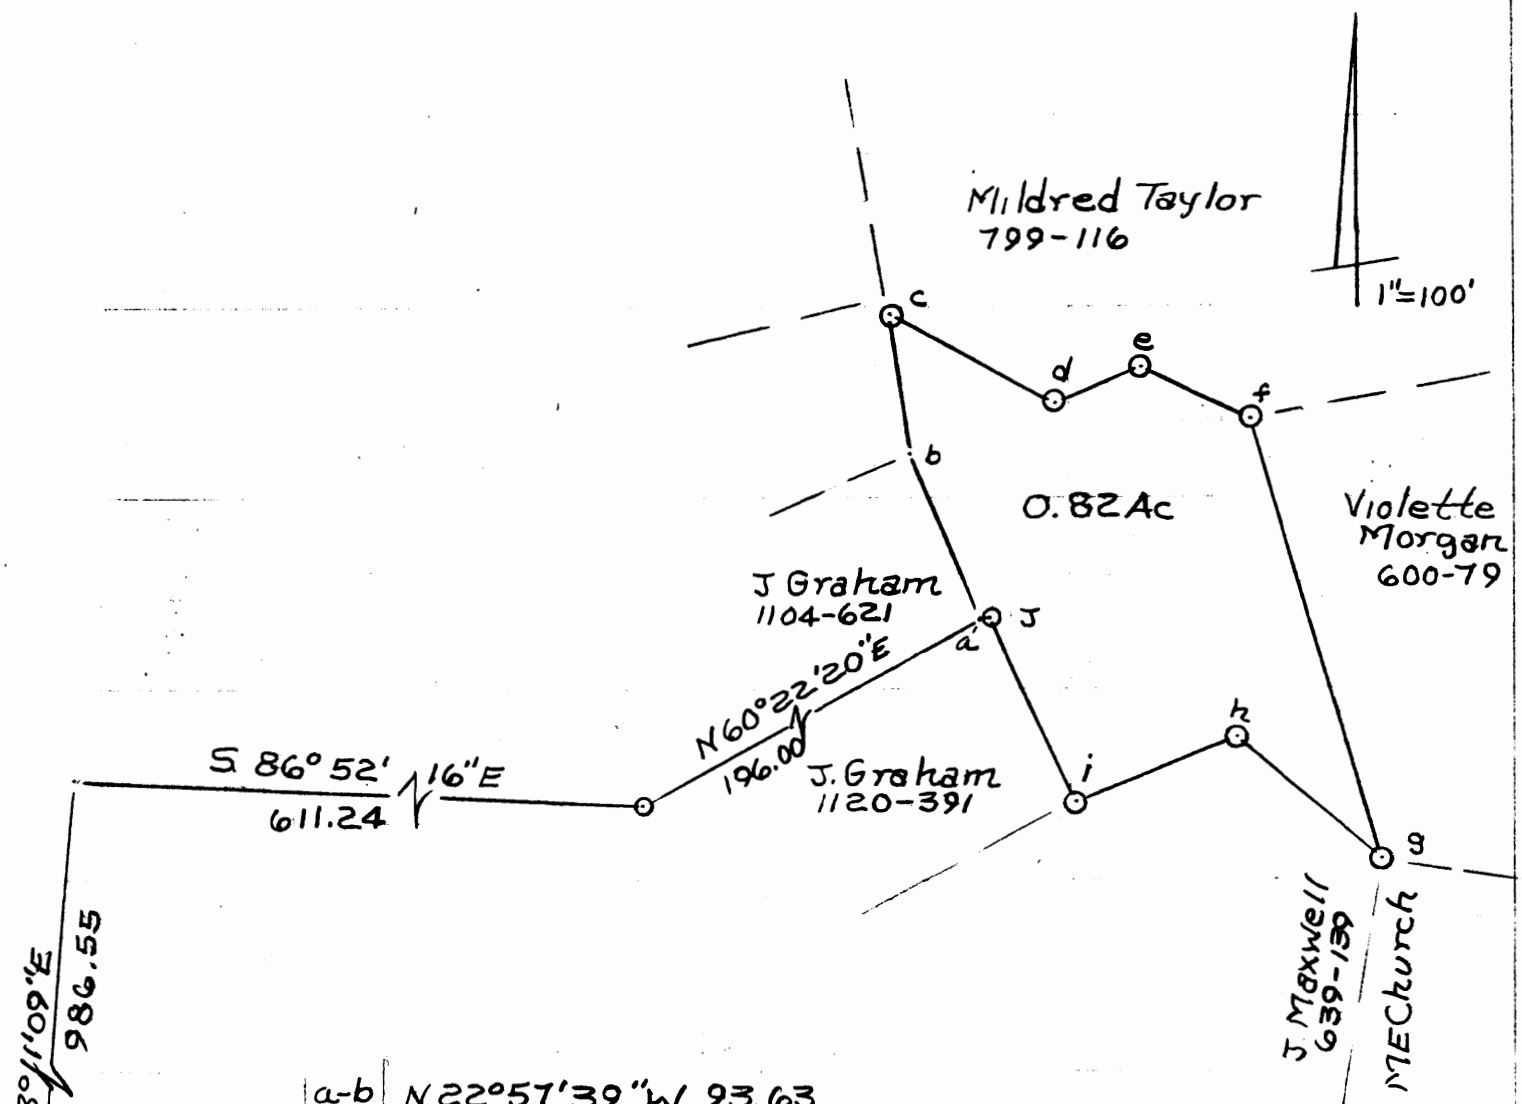 Mildred Taylor
799-116
1"=100'
c
d
e
f
b
0.82Ac
Violette
Morgan
600-79
J Graham
1104-621
J
a
N60°22'20"E
196.00
J. Graham
1120-391
h
i
g
S. 86°52'16"E
611.24
986.55
°11'09"E
J. Maxwell
639-139
MEChurch
a-b N22°57'39"W 93.63